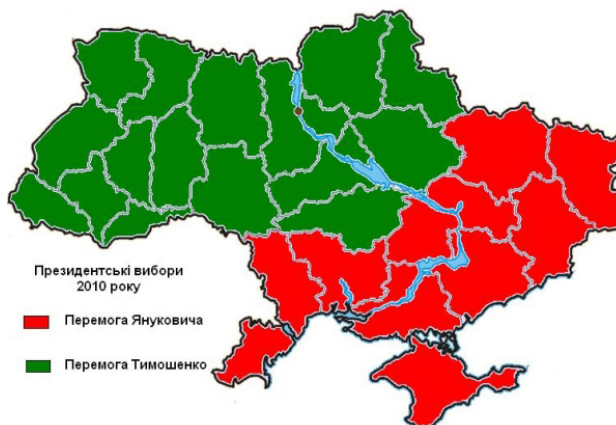 Президентські вибори
2010 року
Перемога Януковича
Перемога Тимошенко